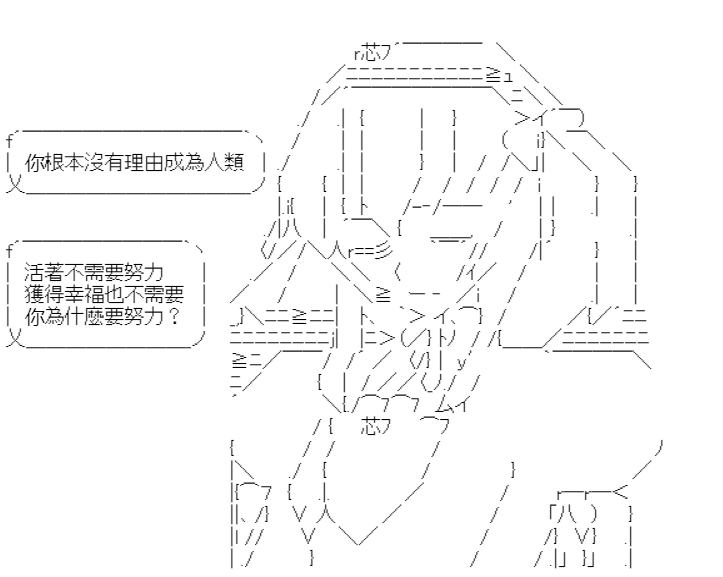 你根本沒有理由成為人類
活著不需要努力
獲得幸福也不需要
你為什麼要努力？